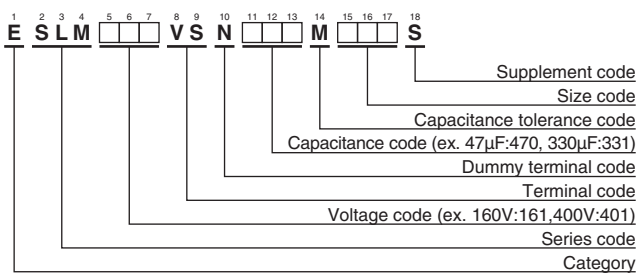 1 2 3 4 5 6 7 8 9 10 11 12 13 14 15 16 17 18
E SLM □□□ VS N □□□ M □□□ S
Supplement code
Size code
Capacitance tolerance code
Capacitance code (ex. 47μF:470, 330μF:331)
Dummy terminal code
Terminal code
Voltage code (ex. 160V:161,400V:401)
Series code
Category